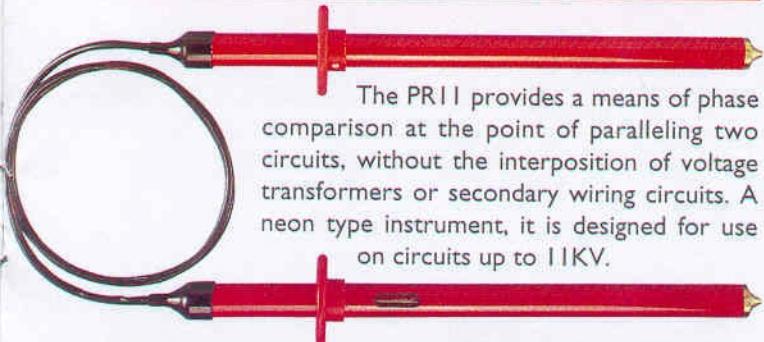 The PR11 provides a means of phase
comparison at the point of paralleling two
circuits, without the interposition of voltage
transformers or secondary wiring circuits. A
neon type instrument, it is designed for use
on circuits up to 11KV.